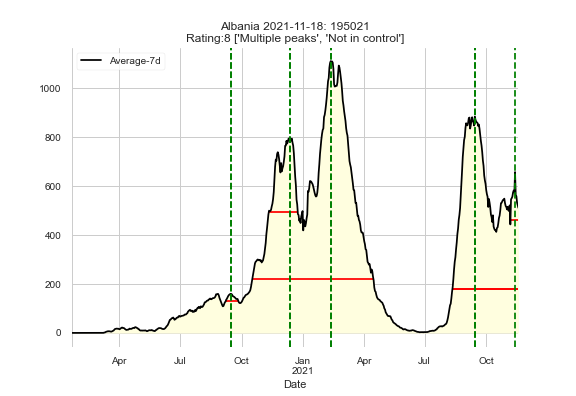 Albania 2021-11-18: 195021
Rating:8 ['Multiple peaks', 'Not in control']
Average-7d
1000
800
600
400
200
0
Apr Jul Oct Jan Apr Jul Oct
2021
Date